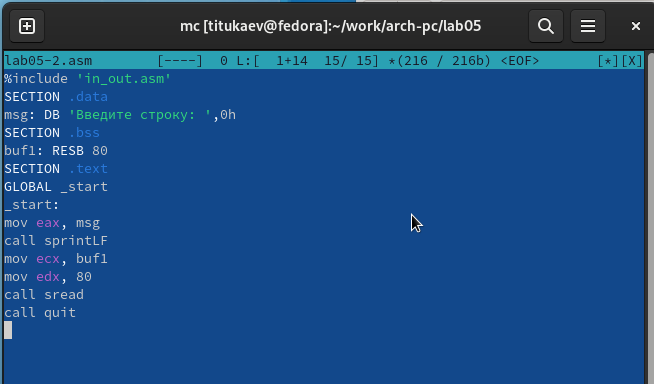 mc [titukaev@fedora]:~/work/arch-pc/lab05
lab05-2.asm [----] 0 L:[ 1+14 15/ 15] *(216 / 216b) <EOF> [*][X]
%include 'in_out.asm'
SECTION .data
msg: DB 'Введите строку: ',0h
SECTION .bss
buf1: RESB 80
SECTION .text
GLOBAL _start
_start:
mov eax, msg
call sprintLF
mov ecx, buf1
mov edx, 80
call sread
call quit